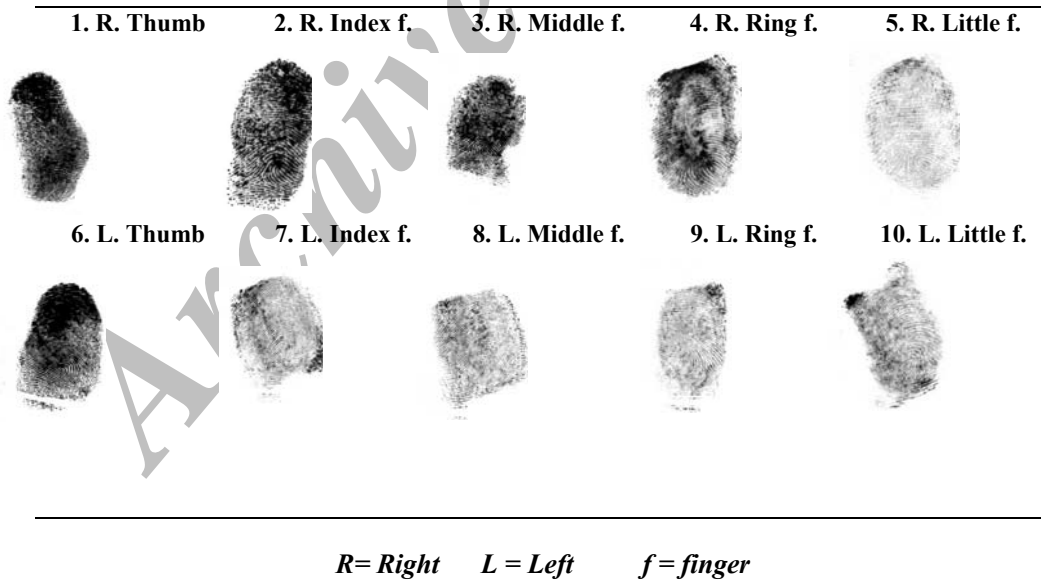 1. R. Thumb 2. R. Index f. 3. R. Middle f. 4. R. Ring f. 5. R. Little f.
6. L. Thumb 7. L. Index f. 8. L. Middle f. 9. L. Ring f. 10. L. Little f.
Archive
R= Right L = Left f = finger